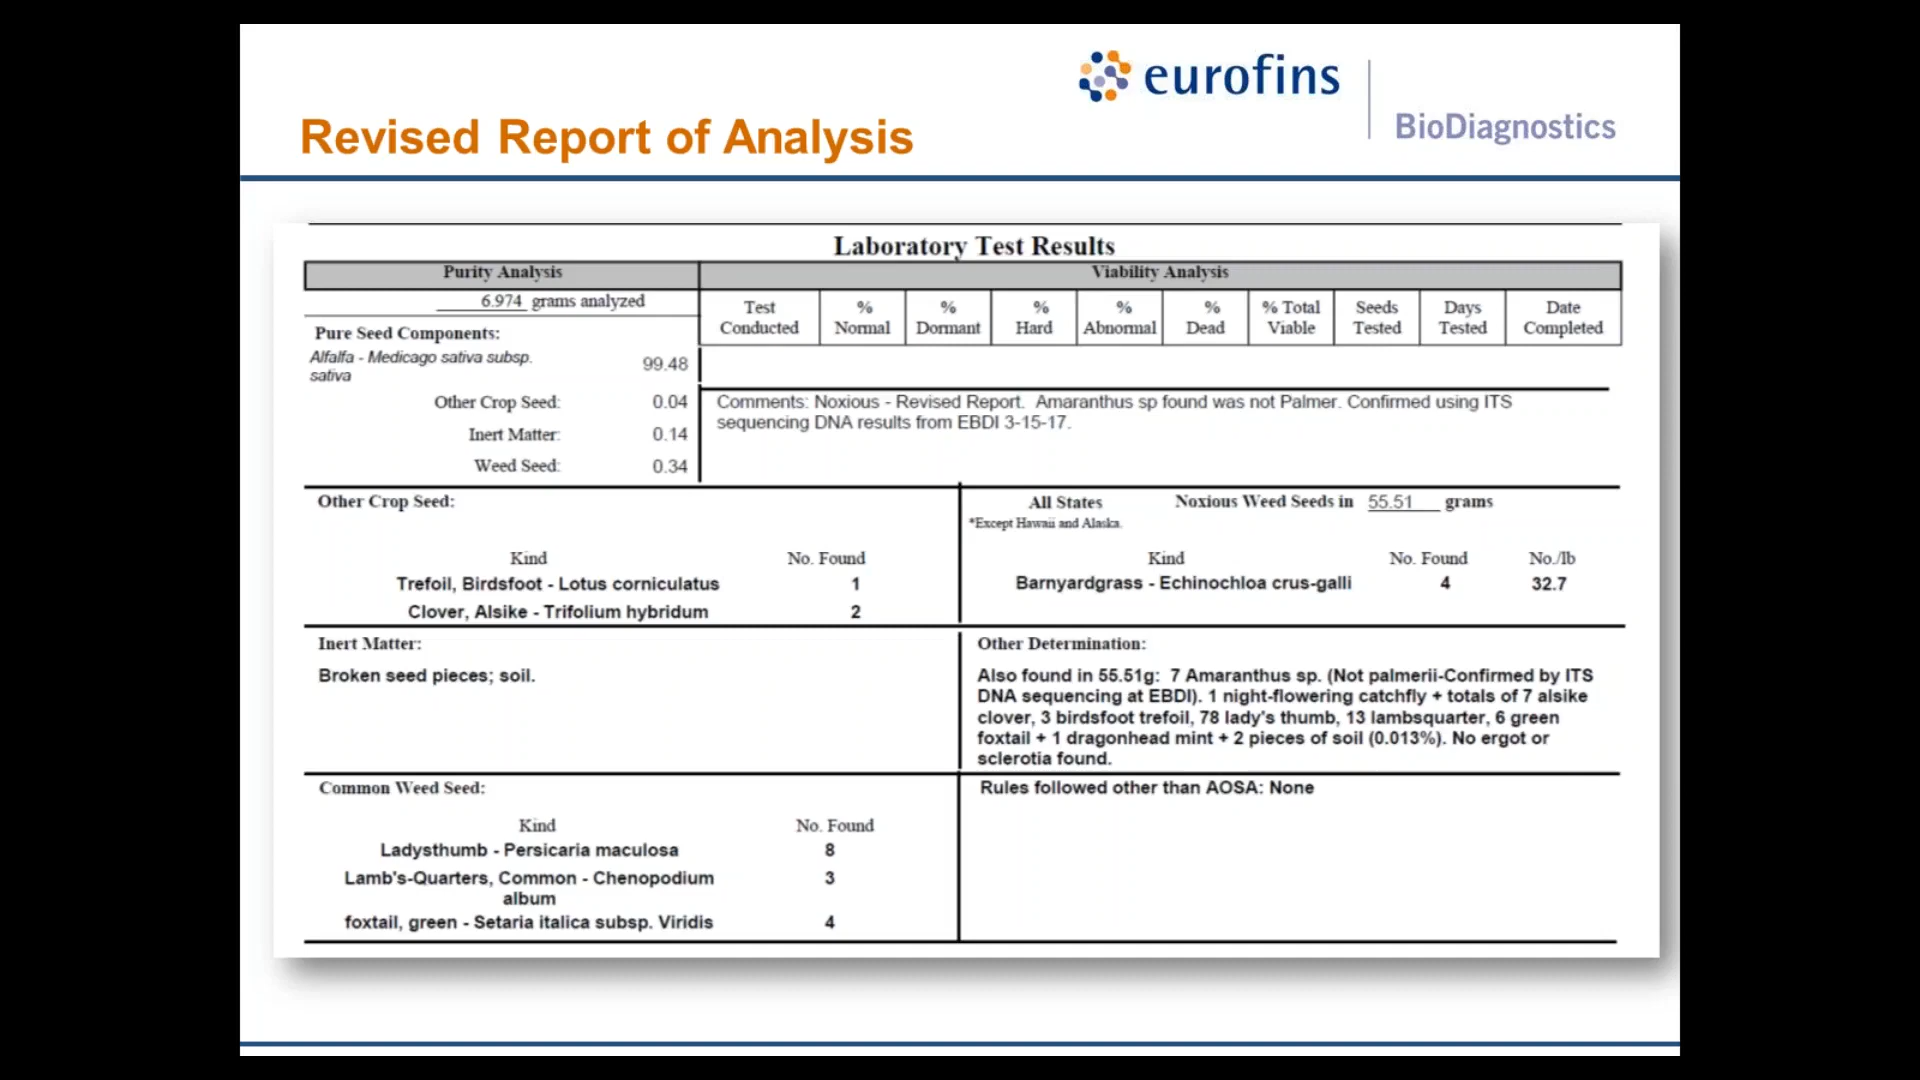 eurofins
BioDiagnostics
Revised Report of Analysis
Laboratory Test Results
Purity Analysis
Viability Analysis
6.974 grams analyzed
Test Conducted
% Normal
% Dormant
% Hard
% Abnormal
% Dead
% Total Viable
Seeds Tested
Days Tested
Date Completed
Pure Seed Components:
Alfalfa - Medicago sativa subsp.
sativa
99.48
Other Crop Seed: 0.04
Inert Matter: 0.14
Weed Seed: 0.34
Comments: Noxious - Revised Report. Amaranthus sp found was not Palmer. Confirmed using ITS
sequencing DNA results from EBDI 3-15-17.
Other Crop Seed:
Kind No. Found
Trefoil, Birdsfoot - Lotus corniculatus 1
Clover, Alsike - Trifolium hybridum 2
All States Noxious Weed Seeds in 55.51 grams
*Except Hawaii and Alaska.
Kind No. Found No./lb
Barnyardgrass - Echinochloa crus-galli 4 32.7
Inert Matter:
Broken seed pieces; soil.
Other Determination:
Also found in 55.51g: 7 Amaranthus sp. (Not palmerii-Confirmed by ITS
DNA sequencing at EBDI). 1 night-flowering catchfly + totals of 7 alsike
clover, 3 birdsfoot trefoil, 78 lady's thumb, 13 lambsquarter, 6 green
foxtail + 1 dragonhead mint + 2 pieces of soil (0.013%). No ergot or
sclerotia found.
Common Weed Seed:
Kind No. Found
Ladysthumb - Persicaria maculosa 8
Lamb's-Quarters, Common - Chenopodium 3
album
foxtail, green - Setaria italica subsp. Viridis 4
Rules followed other than AOSA: None